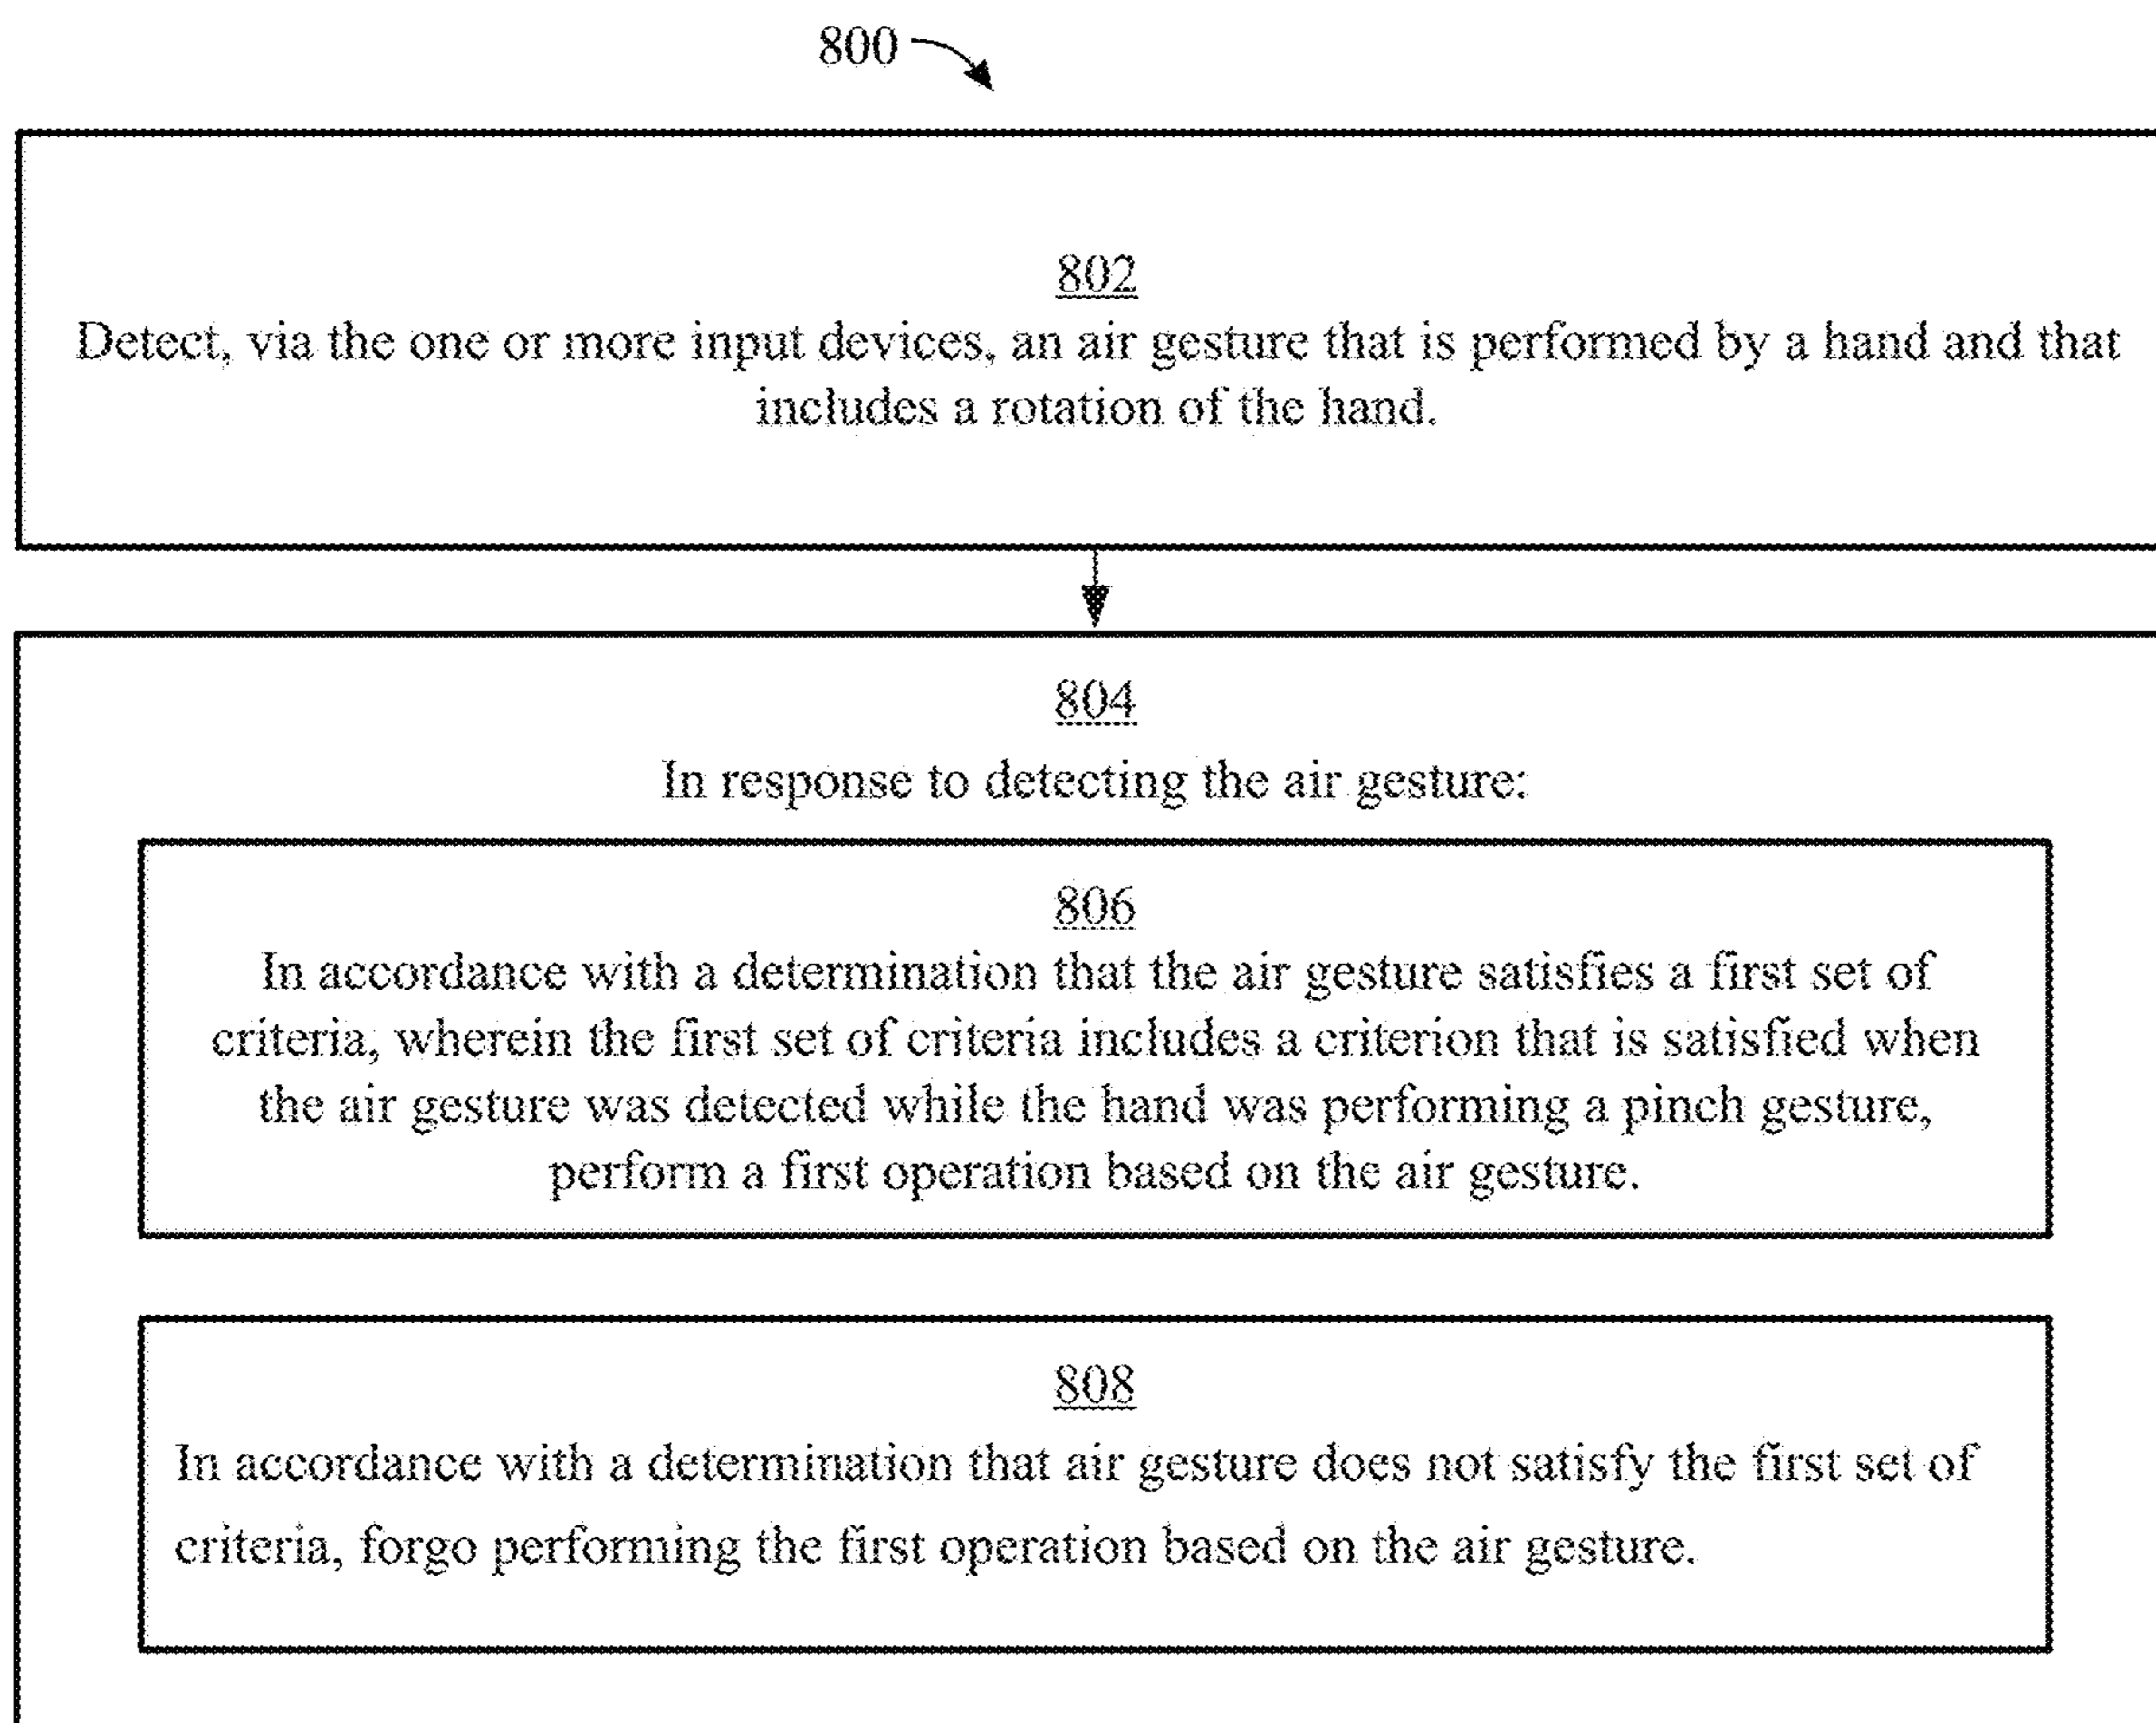 800
802
Detect, via the one or more input devices, an air gesture that is performed by a hand and that
includes a rotation of the hand.
804
In response to detecting the air gesture:
806
In accordance with a determination that the air gesture satisfies a first set of
criteria, wherein the first set of criteria includes a criterion that is satisfied when
the air gesture was detected while the hand was performing a pinch gesture,
perform a first operation based on the air gesture.
808
In accordance with a determination that air gesture does not satisfy the first set of
criteria, forgo performing the first operation based on the air gesture.